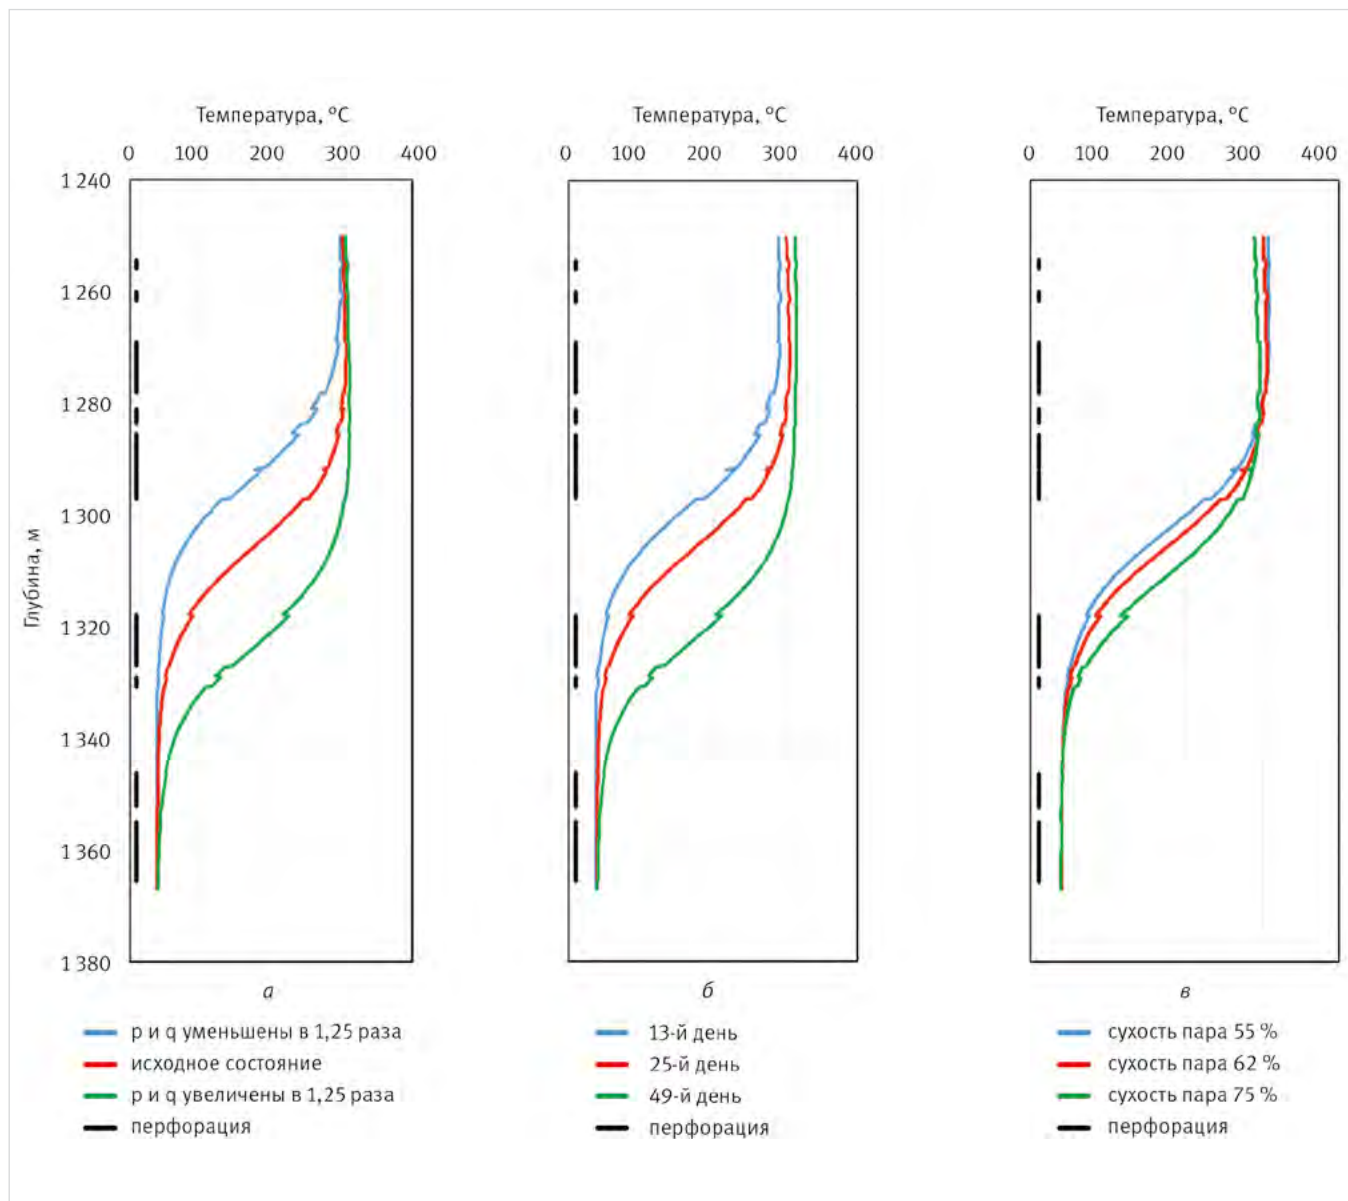 Температура, °С
Температура, °С
Температура, °С
0 100 200 300 400
0 100 200 300 400
0 100 200 300 400
Глубина, м
1 240
1 260
1 280
1 300
1 320
1 340
1 360
1 380
а
p и q уменьшены в 1,25 раза
исходное состояние
p и q увеличены в 1,25 раза
перфорация
б
13-й день
25-й день
49-й день
перфорация
в
сухость пара 55 %
сухость пара 62 %
сухость пара 75 %
перфорация